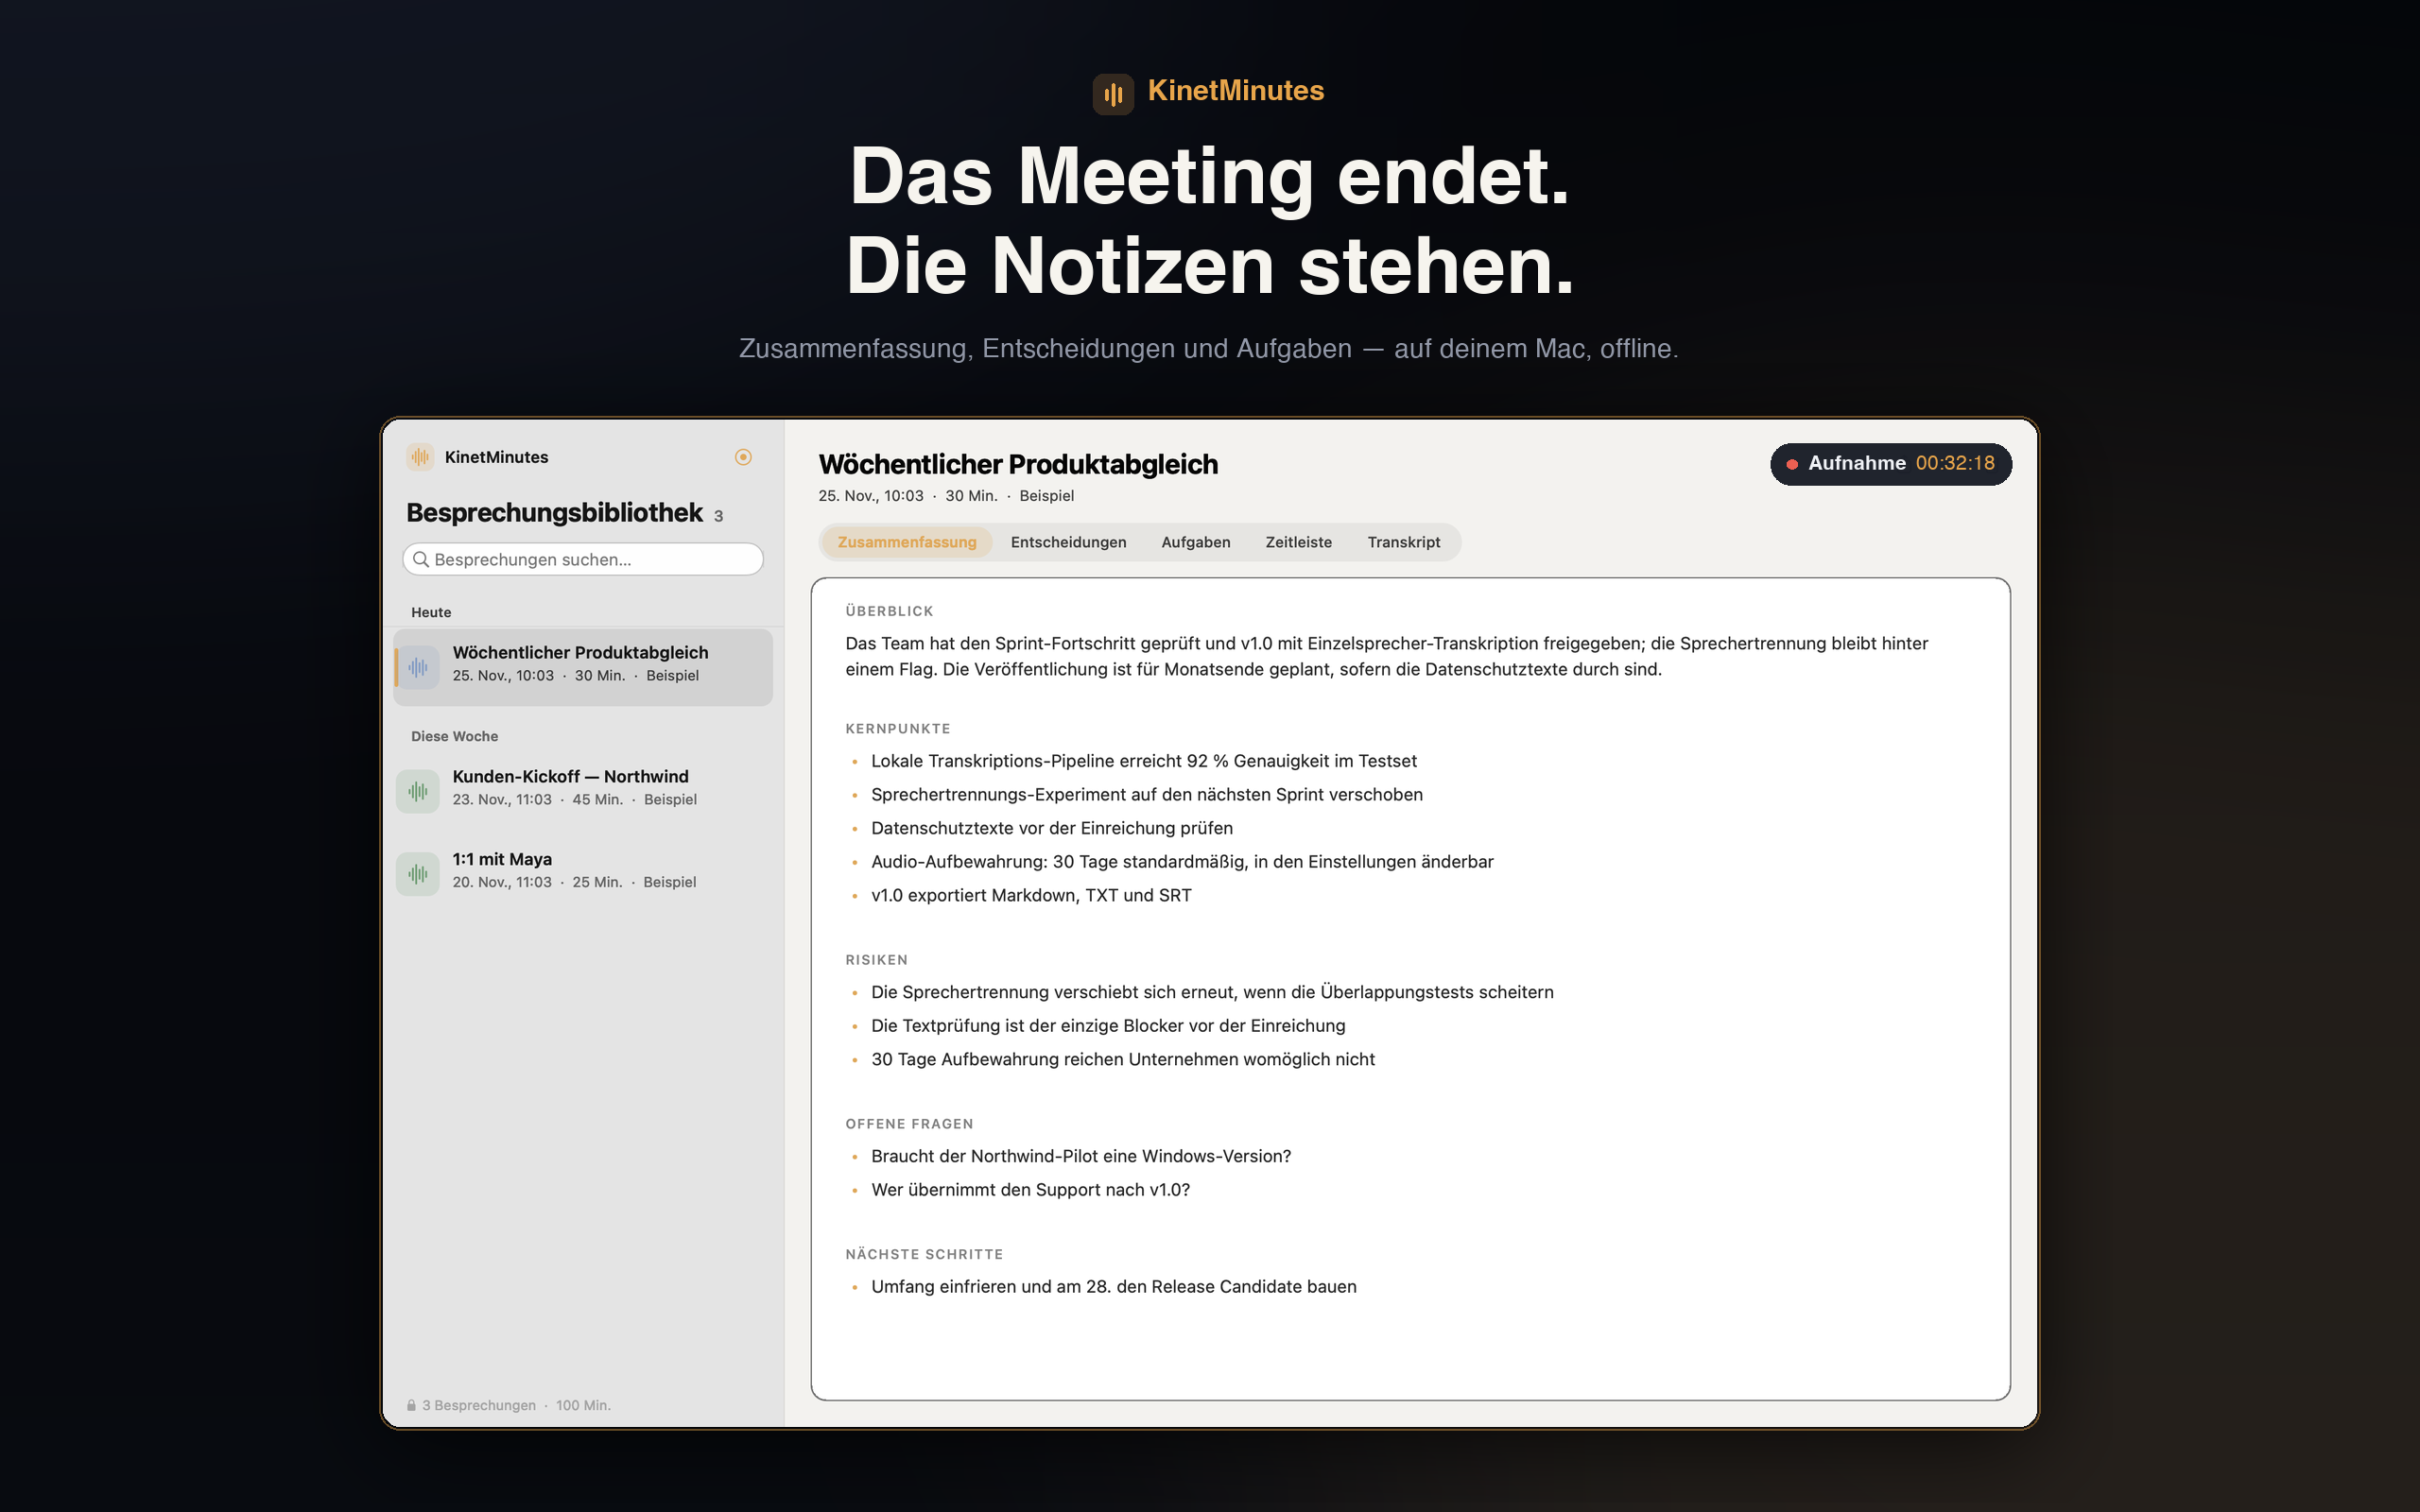 KinetMinutes
Das Meeting endet.
Die Notizen stehen.
Zusammenfassung, Entscheidungen und Aufgaben — auf deinem Mac, offline.
KinetMinutes
Besprechungsbibliothek 3
Besprechungen suchen...
Heute
Wöchentlicher Produktabgleich
25. Nov., 10:03 · 30 Min. · Beispiel
Diese Woche
Kunden-Kickoff — Northwind
23. Nov., 11:03 · 45 Min. · Beispiel
1:1 mit Maya
20. Nov., 11:03 · 25 Min. · Beispiel
3 Besprechungen · 100 Min.
Wöchentlicher Produktabgleich
25. Nov., 10:03 · 30 Min. · Beispiel
Aufnahme 00:32:18
Zusammenfassung Entscheidungen Aufgaben Zeitleiste Transkript
ÜBERBLICK
Das Team hat den Sprint-Fortschritt geprüft und v1.0 mit Einzelsprecher-Transkription freigegeben; die Sprechertrennung bleibt hinter
einem Flag. Die Veröffentlichung ist für Monatsende geplant, sofern die Datenschutztexte durch sind.
KERNPUNKTE
• Lokale Transkriptions-Pipeline erreicht 92 % Genauigkeit im Testset
• Sprechertrennungs-Experiment auf den nächsten Sprint verschoben
• Datenschutztexte vor der Einreichung prüfen
• Audio-Aufbewahrung: 30 Tage standardmäßig, in den Einstellungen änderbar
• v1.0 exportiert Markdown, TXT und SRT
RISIKEN
• Die Sprechertrennung verschiebt sich erneut, wenn die Überlappungstests scheitern
• Die Textprüfung ist der einzige Blocker vor der Einreichung
• 30 Tage Aufbewahrung reichen Unternehmen womöglich nicht
OFFENE FRAGEN
• Braucht der Northwind-Pilot eine Windows-Version?
• Wer übernimmt den Support nach v1.0?
NÄCHSTE SCHRITTE
• Umfang einfrieren und am 28. den Release Candidate bauen